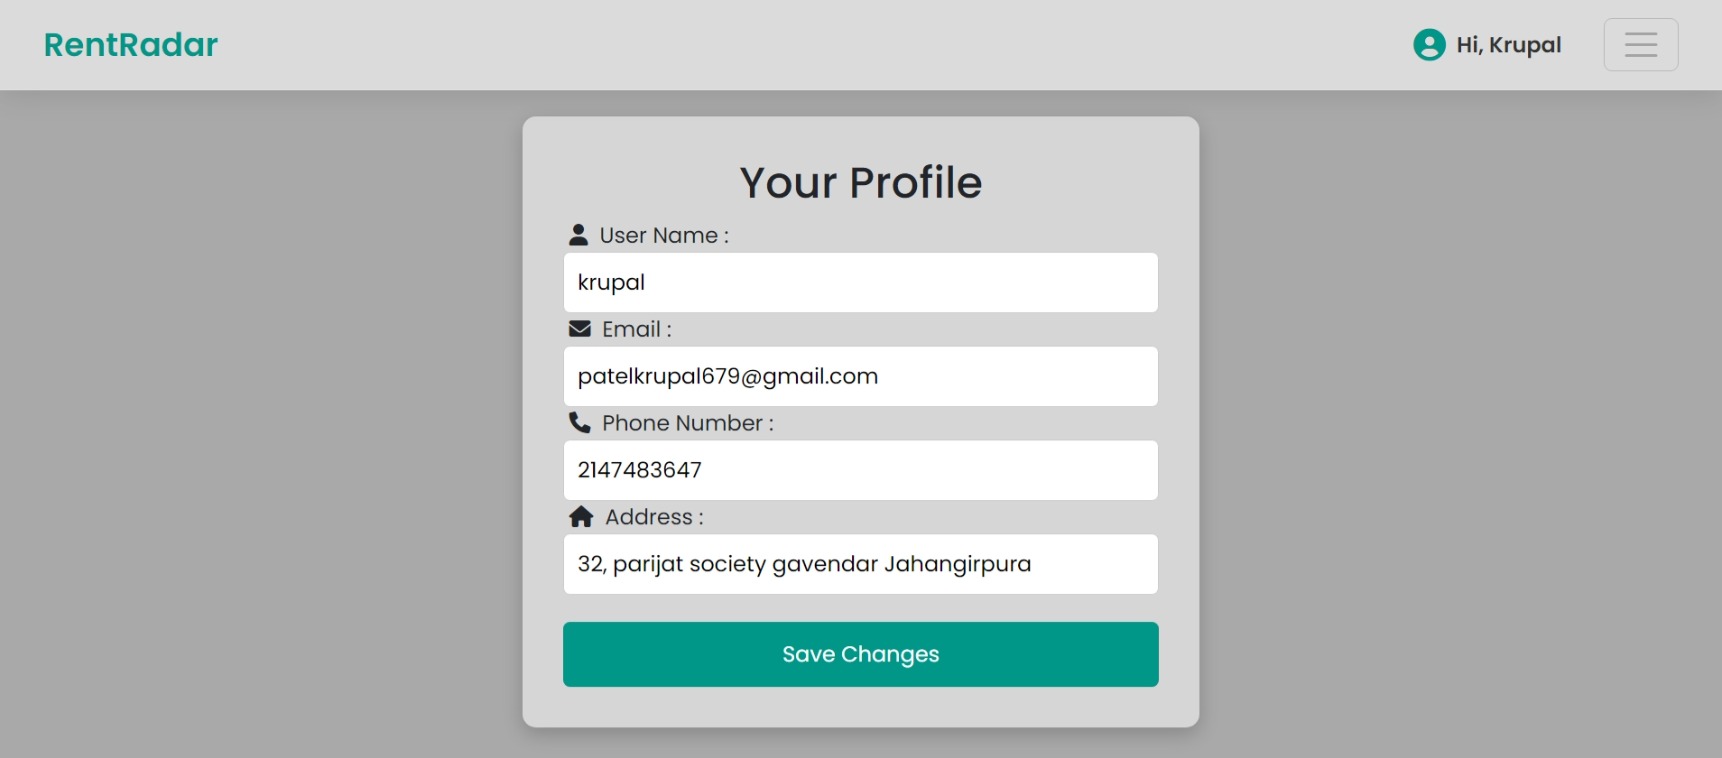 RentRadar
Hi, Krupal
Your Profile
User Name :
krupal
Email :
patelkrupal679@gmail.com
Phone Number :
2147483647
Address :
32, parijat society gavendar Jahangirpura
Save Changes